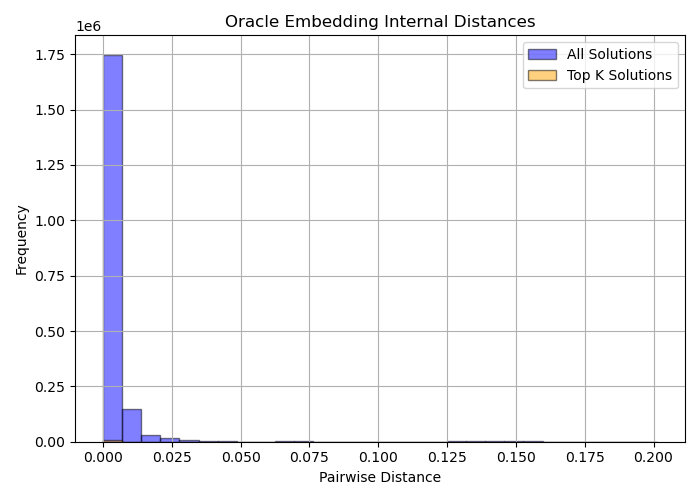 Oracle Embedding Internal Distances
1e6
All Solutions
Top K Solutions
1.75
1.50
1.25
1.00
0.75
0.50
0.25
0.00
Frequency
0.000 0.025 0.050 0.075 0.100 0.125 0.150 0.175 0.200
Pairwise Distance